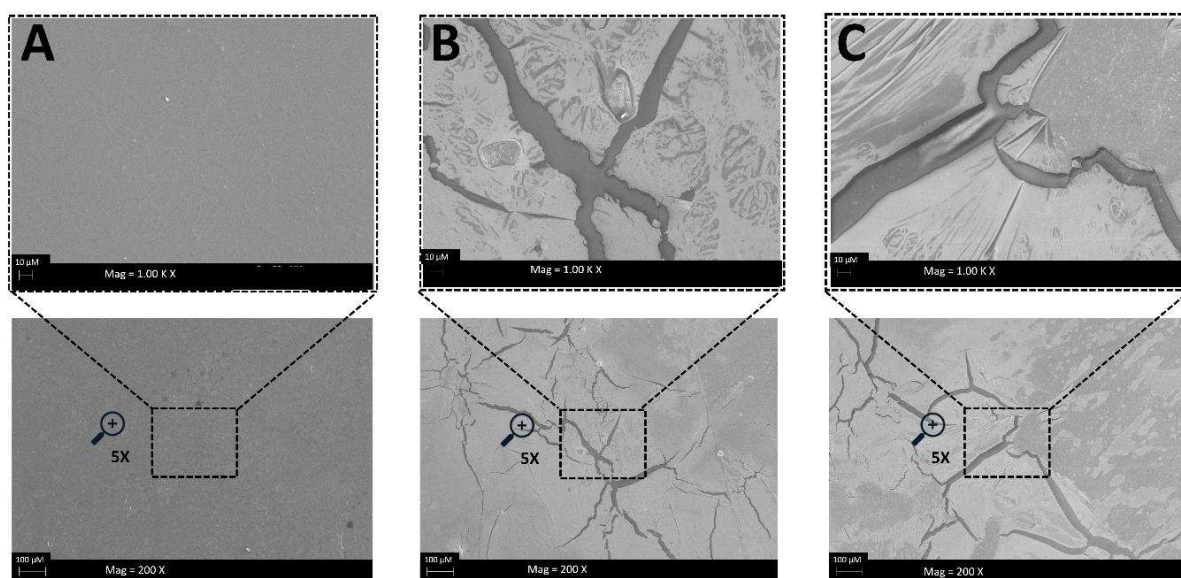 A
B
C
10 µM
Mag = 1.00 K X
10 µM
Mag = 1.00 K X
10 µM
Mag = 1.00 K X
5X
5X
5X
100 µM
Mag = 200 X
100 µM
Mag = 200 X
100 µM
Mag = 200 X